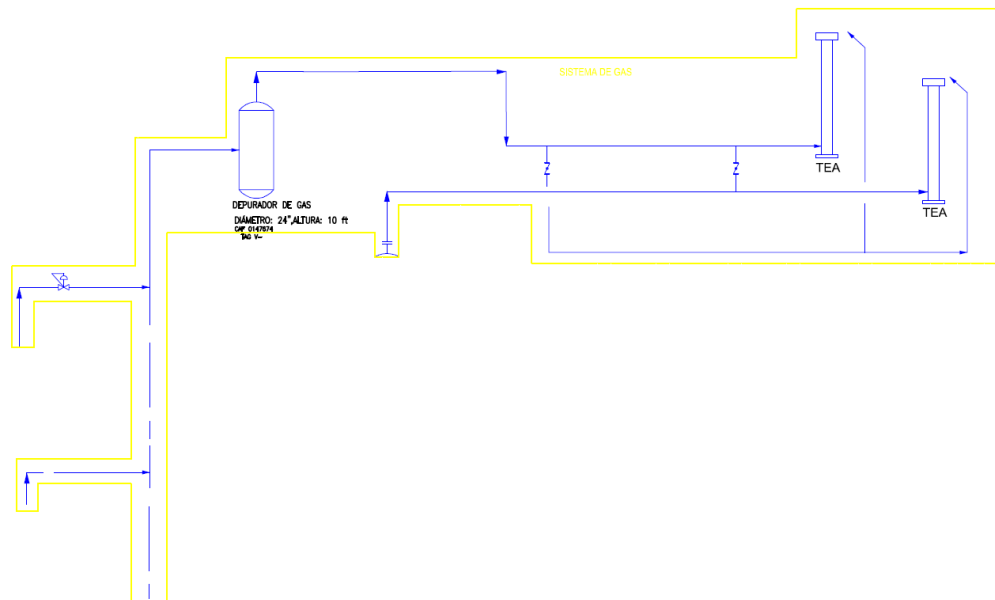 SISTEMA DE GAS
TEA
TEA
DEPURADOR DE GAS
DIÁMETRO: 24",ALTURA: 10 ft
CAP 0147674
TAG V-